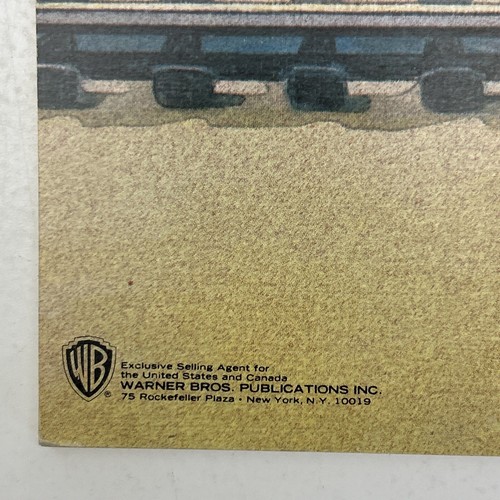 WB
®
Exclusive Selling Agent for
the United States and Canada
WARNER BROS. PUBLICATIONS INC.
75 Rockefeller Plaza • New York, N.Y. 10019